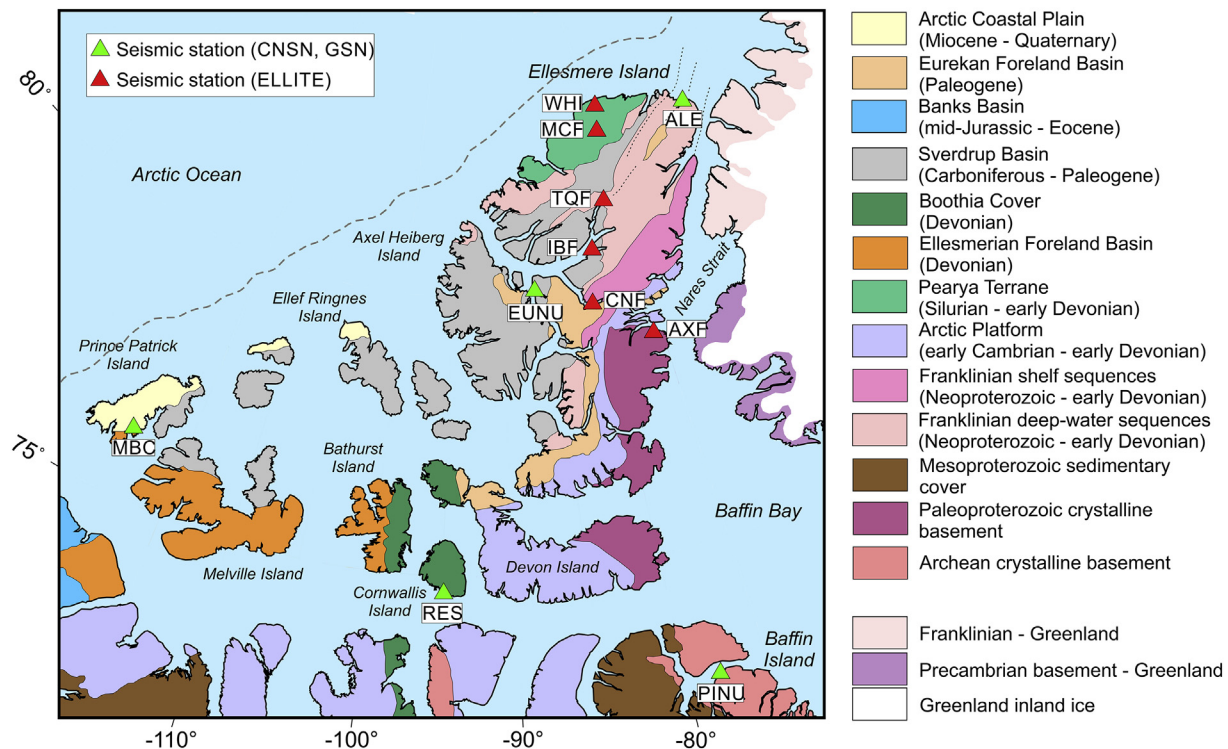 Seismic station (CNSN, GSN)
Seismic station (ELLITE)
80°
75°
Arctic Ocean
Ellesmere Island
WHI
MCF
ALE
TQF
IBF
Axel Heiberg
Island
EUNU
CNF
AXF
Nares Strait
Ellef Ringnes
Island
Prince Patrick
Island
MBC
Bathurst
Island
Baffin Bay
Melville Island
Devon Island
Cornwallis
Island
RES
Baffin
Island
PINU
-110°
-100°
-90°
-80°
Arctic Coastal Plain
(Miocene - Quaternary)
Eurekan Foreland Basin
(Paleogene)
Banks Basin
(mid-Jurassic - Eocene)
Sverdrup Basin
(Carboniferous - Paleogene)
Boothia Cover
(Devonian)
Ellesmerian Foreland Basin
(Devonian)
Pearya Terrane
(Silurian - early Devonian)
Arctic Platform
(early Cambrian - early Devonian)
Franklinian shelf sequences
(Neoproterozoic - early Devonian)
Franklinian deep-water sequences
(Neoproterozoic - early Devonian)
Mesoproterozoic sedimentary
cover
Paleoproterozoic crystalline
basement
Archean crystalline basement
Franklinian - Greenland
Precambrian basement - Greenland
Greenland inland ice